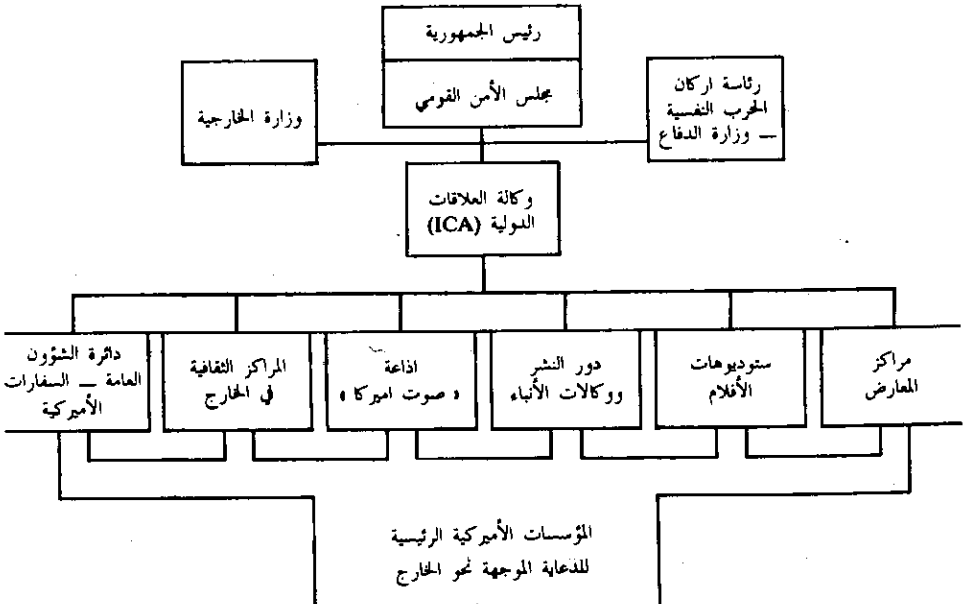 رئيس الجمهورية
مجلس الأمن القومي
رئاسة اركان
الحرب النفسية
— وزارة الدفاع
وزارة الخارجية
وكالة العلاقات
الدولية (ICA)
مراكز
المعارض
ستوديوهات
الأفلام
دور النشر
ووكالات الأنباء
اذاعة
« صوت اميركا »
المراكز الثقافية
في الخارج
دائرة الشؤون
العامة — السفارات
الأميركية
المؤسسات الأميركية الرئيسية
للدعاية الموجهة نحو الخارج